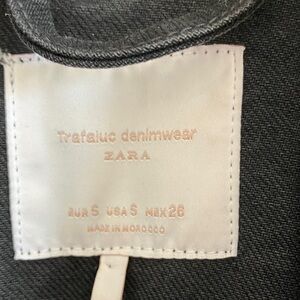 Trafaluc denimwear
ZARA
EUR S USA S MEX 26
MADE IN MOROCCO